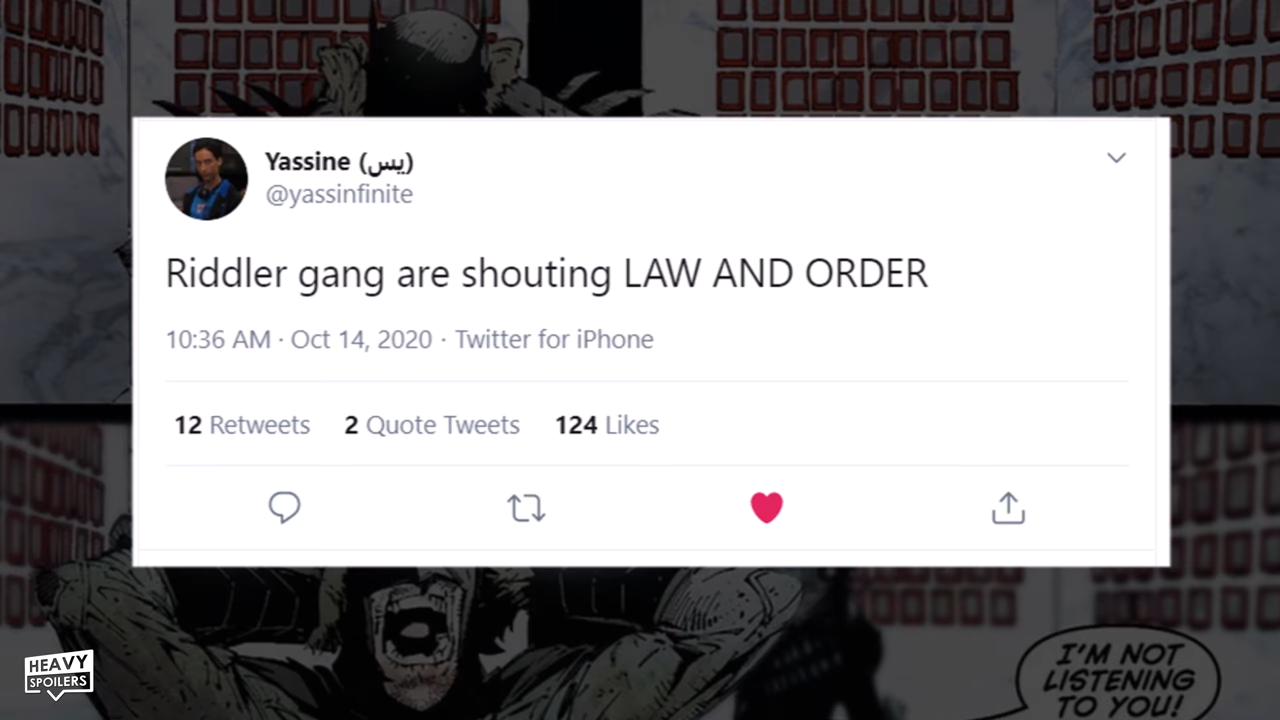 Yassine (يس)
@yassinfinite
Riddler gang are shouting LAW AND ORDER
10:36 AM · Oct 14, 2020 · Twitter for iPhone
12 Retweets 2 Quote Tweets 124 Likes
HEAVY
SPOILERS
I'M NOT
LISTENING
TO YOU!